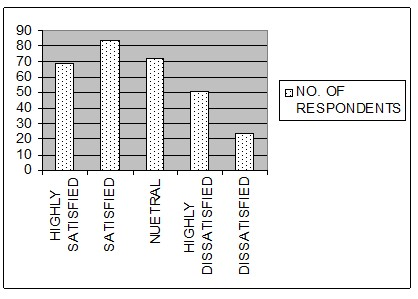 90
80
70
60
50
40
30
20
10
0
HIGHLY
SATISFIED
SATISFIED
NUETRAL
HIGHLY
DISSATISFIED
DISSATISFIED
NO. OF
RESPONDENTS